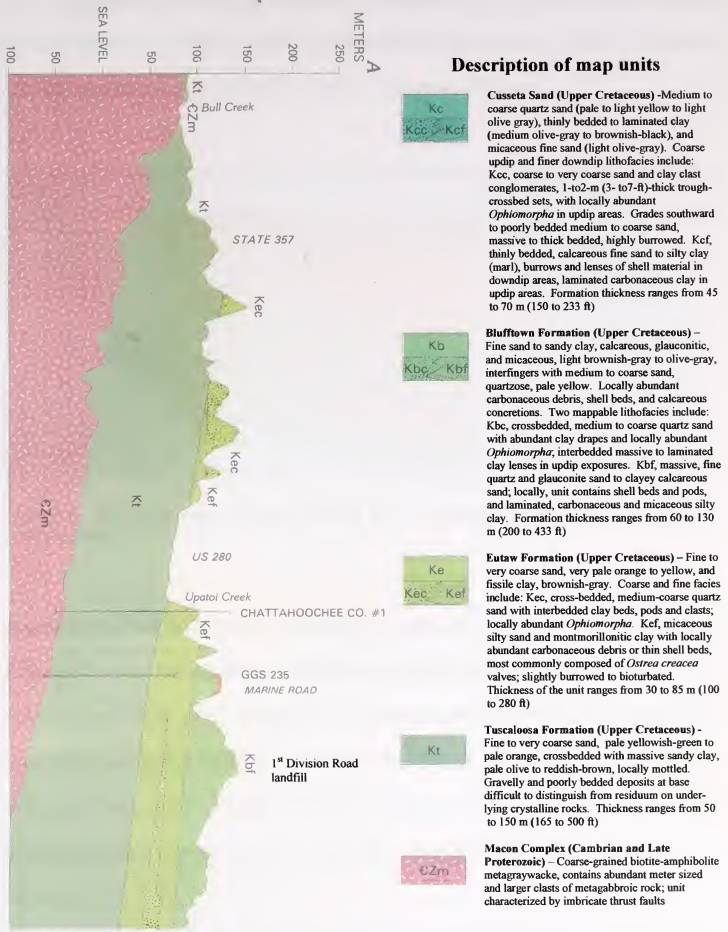 METERS
A
250
200
150
100
50
SEA LEVEL
50
100
Kt
ЄZm
Bull Creek
Kt
STATE 357
Kec
Kec
Kef
Kt
ЄZm
US 280
Upatoi Creek
CHATTAHOOCHEE CO. #1
Kef
GGS 235
MARINE ROAD
Kbf
1st Division Road
landfill
Description of map units
Kc
Kcc Kcf
Cusseta Sand (Upper Cretaceous) -Medium to
coarse quartz sand (pale to light yellow to light
olive gray), thinly bedded to laminated clay
(medium olive-gray to brownish-black), and
micaceous fine sand (light olive-gray). Coarse
updip and finer downdip lithofacies include:
Kcc, coarse to very coarse sand and clay clast
conglomerates, 1-to2-m (3- to7-ft)-thick trough-
crossbed sets, with locally abundant
Ophiomorpha in updip areas. Grades southward
to poorly bedded medium to coarse sand,
massive to thick bedded, highly burrowed. Kcf,
thinly bedded, calcareous fine sand to silty clay
(marl), burrows and lenses of shell material in
downdip areas, laminated carbonaceous clay in
updip areas. Formation thickness ranges from 45
to 70 m (150 to 233 ft)
Kb
Kbc Kbf
Blufftown Formation (Upper Cretaceous) –
Fine sand to sandy clay, calcareous, glauconitic,
and micaceous, light brownish-gray to olive-gray,
interfingers with medium to coarse sand,
quartzose, pale yellow. Locally abundant
carbonaceous debris, shell beds, and calcareous
concretions. Two mappable lithofacies include:
Kbc, crossbedded, medium to coarse quartz sand
with abundant clay drapes and locally abundant
Ophiomorpha; interbedded massive to laminated
clay lenses in updip exposures. Kbf, massive, fine
quartz and glauconite sand to clayey calcareous
sand; locally, unit contains shell beds and pods,
and laminated, carbonaceous and micaceous silty
clay. Formation thickness ranges from 60 to 130
m (200 to 433 ft)
Ke
Kec Kef
Eutaw Formation (Upper Cretaceous) – Fine to
very coarse sand, very pale orange to yellow, and
fissile clay, brownish-gray. Coarse and fine facies
include: Kec, cross-bedded, medium-coarse quartz
sand with interbedded clay beds, pods and clasts;
locally abundant Ophiomorpha. Kef, micaceous
silty sand and montmorillonitic clay with locally
abundant carbonaceous debris or thin shell beds,
most commonly composed of Ostrea creacea
valves; slightly burrowed to bioturbated.
Thickness of the unit ranges from 30 to 85 m (100
to 280 ft)
Kt
Tuscaloosa Formation (Upper Cretaceous) -
Fine to very coarse sand, pale yellowish-green to
pale orange, crossbedded with massive sandy clay,
pale olive to reddish-brown, locally mottled.
Gravelly and poorly bedded deposits at base
difficult to distinguish from residuum on under-
lying crystalline rocks. Thickness ranges from 50
to 150 m (165 to 500 ft)
ЄZm
Macon Complex (Cambrian and Late
Proterozoic) – Coarse-grained biotite-amphibolite
metagraywacke, contains abundant meter sized
and larger clasts of metagabbroic rock; unit
characterized by imbricate thrust faults